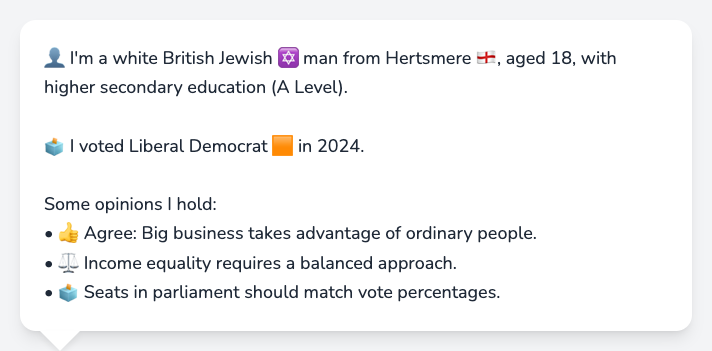 👤 I'm a white British Jewish ✡️ man from Hertsmere 🏴󠁧󠁢󠁥󠁮󠁧󠁿, aged 18, with
higher secondary education (A Level).
🗳️ I voted Liberal Democrat 🟧 in 2024.
Some opinions I hold:
• 👍 Agree: Big business takes advantage of ordinary people.
• ⚖️ Income equality requires a balanced approach.
• 🗳️ Seats in parliament should match vote percentages.